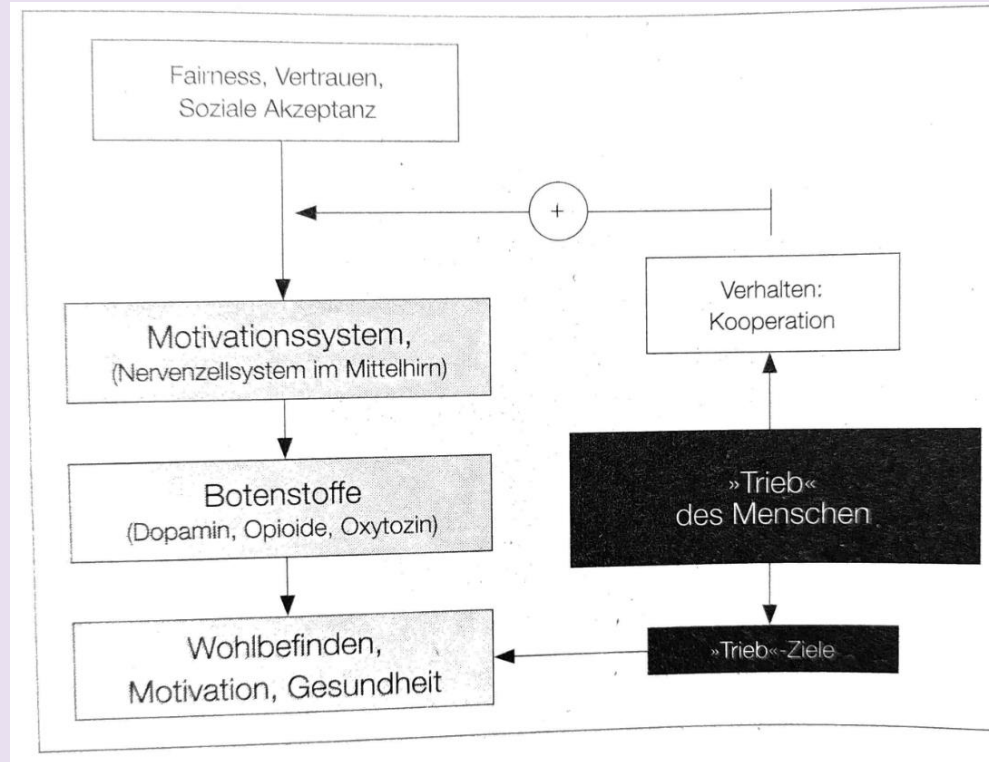 Fairness, Vertrauen,
Soziale Akzeptanz
+
Verhalten:
Kooperation
Motivationssystem,
(Nervenzellsystem im Mittelhirn)
»Trieb«
des Menschen
Botenstoffe
(Dopamin, Opioide, Oxytozin)
»Trieb«-Ziele
Wohlbefinden,
Motivation, Gesundheit